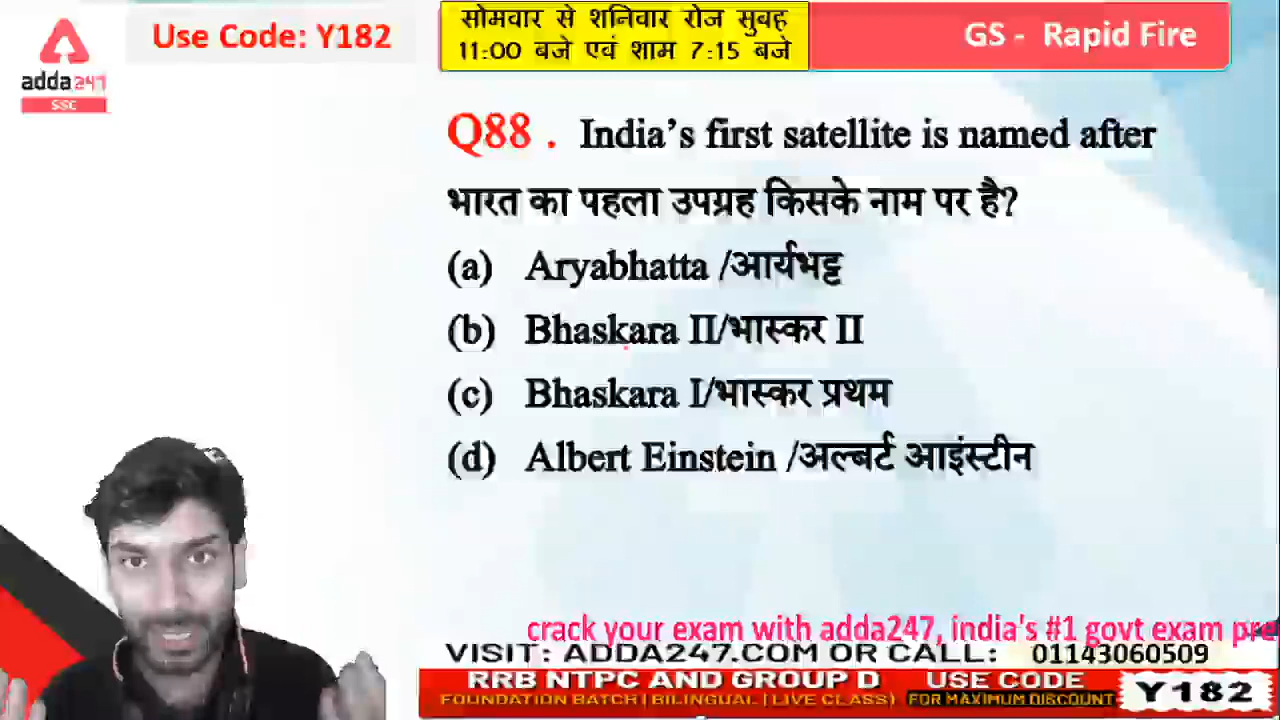 adda247
SSC
Use Code: Y182
सोमवार से शनिवार रोज सुबह
11:00 बजे एवं शाम 7:15 बजे
GS - Rapid Fire
Q88 . India's first satellite is named after
भारत का पहला उपग्रह किसके नाम पर है?
(a) Aryabhatta /आर्यभट्ट
(b) Bhaskara II/भास्कर II
(c) Bhaskara I/भास्कर प्रथम
(d) Albert Einstein /अल्बर्ट आइंस्टीन
crack your exam with adda247, india's #1 govt exam pre
VISIT: ADDA247.COM OR CALL: 01143060509
RRB NTPC AND GROUP D USE CODE
FOUNDATION BATCH | BILINGUAL | LIVE CLASS) FOR MAXIMUM DISCOUNT Y182